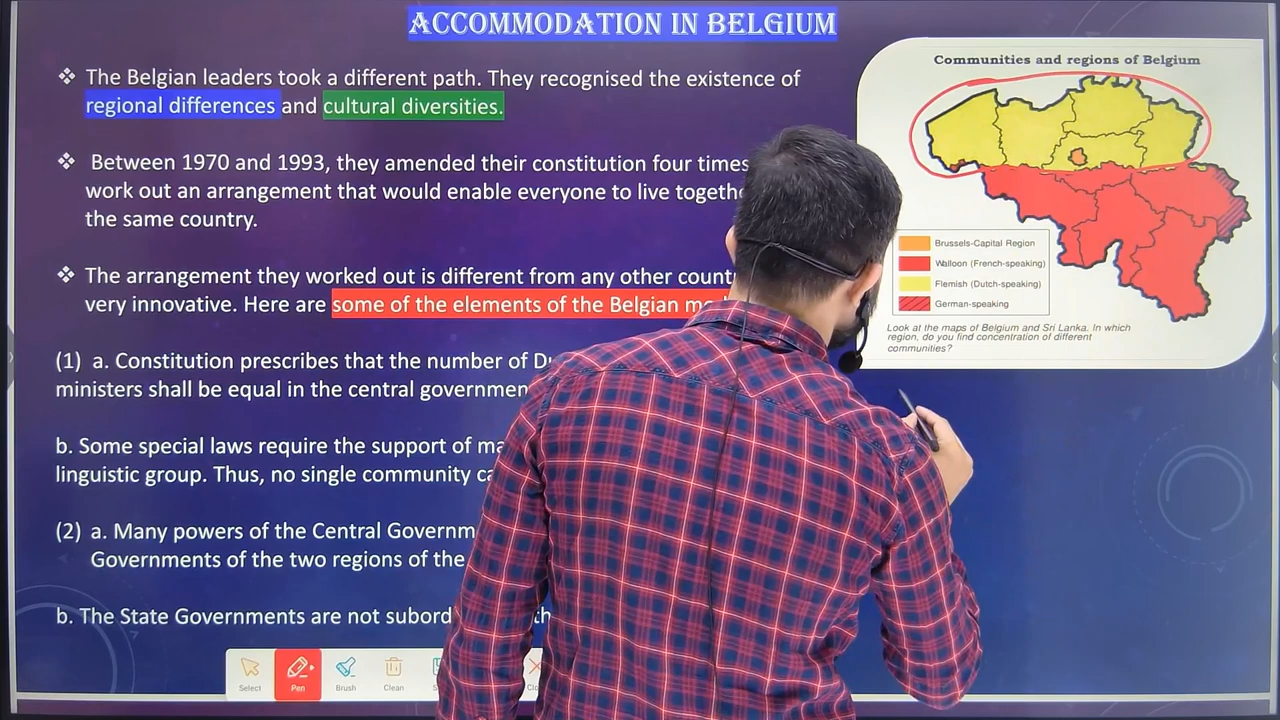 ACCOMMODATION IN BELGIUM
❖ The Belgian leaders took a different path. They recognised the existence of
regional differences and cultural diversities.
❖ Between 1970 and 1993, they amended their constitution four times
work out an arrangement that would enable everyone to live
the same country.
❖ The arrangement they worked out is different from any other
very innovative. Here are some of the elements of the Belgian
(1) a. Constitution prescribes that the number of
ministers shall be equal in the central
b. Some special laws require the support of
linguistic group. Thus, no single community
(2) a. Many powers of the Central
Governments of the two regions of the
b. The State Governments are not
Communities and regions of Belgium
Brussels-Capital Region
Walloon (French-speaking)
Flemish (Dutch-speaking)
German-speaking
Look at the maps of Belgium and Sri Lanka. In which
region, do you find concentration of different
communities?
Select
Pen
Brush
Clean